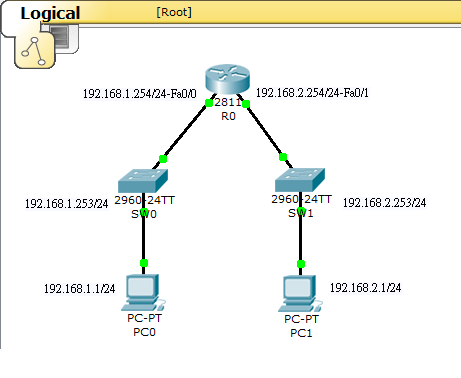 Logical
[Root]
192.168.1.254/24-Fa0/0
192.168.2.254/24-Fa0/1
2811
R0
192.168.1.253/24
2960-24TT
SW0
2960-24TT
SW1
192.168.2.253/24
192.168.1.1/24
PC-PT
PC0
PC-PT
PC1
192.168.2.1/24